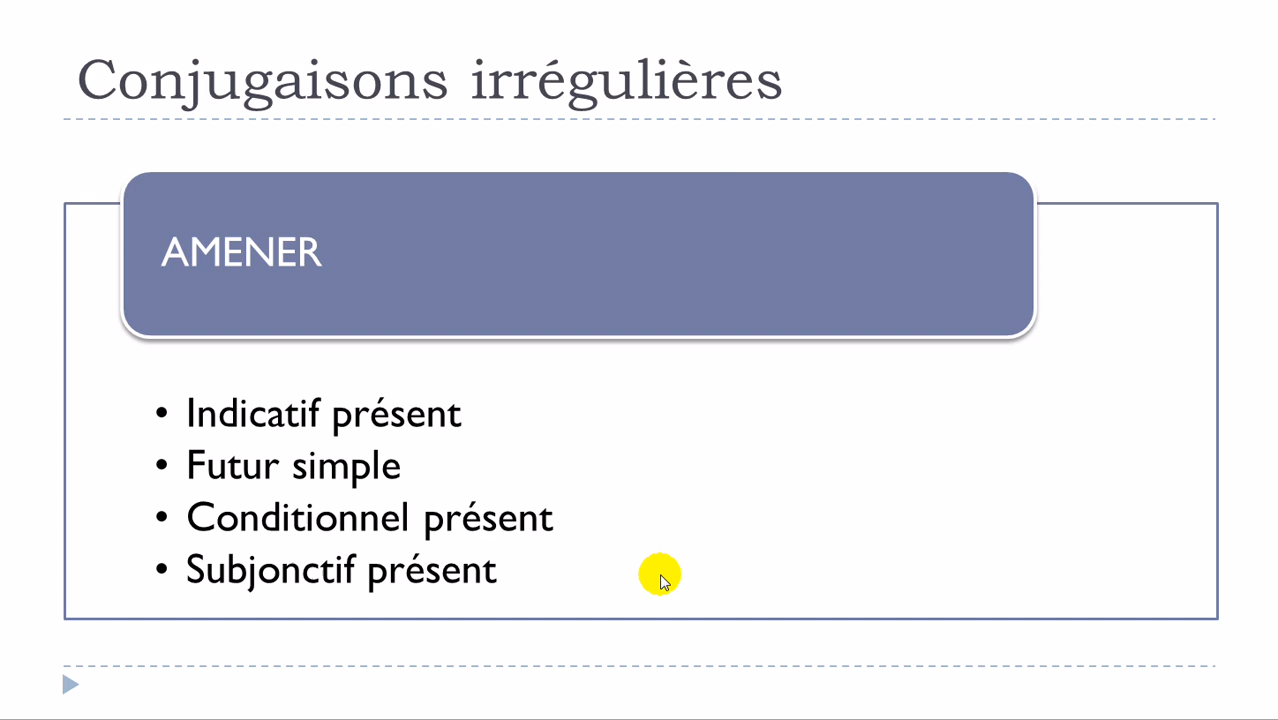 Conjugaisons irrégulières
AMENER
• Indicatif présent
• Futur simple
• Conditionnel présent
• Subjonctif présent